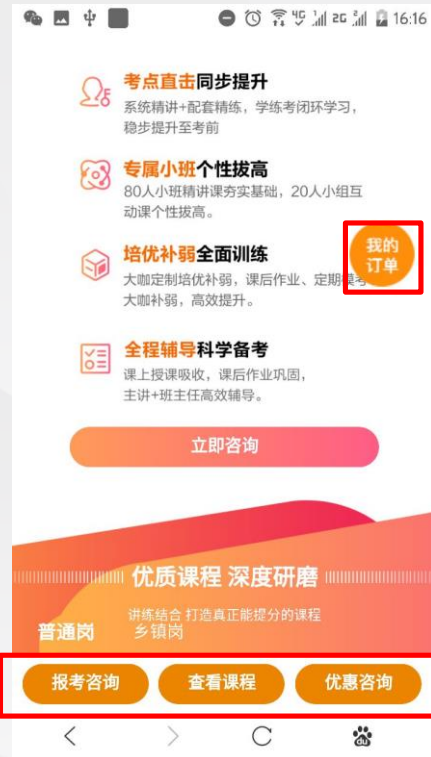 4G 2G 16:16
考点直击同步提升
系统精讲+配套精练，学练考闭环学习，
稳步提升至考前
专属小班个性拔高
80人小班精讲课夯实基础，20人小组互
动课个性拔高。
我的
订单
培优补弱全面训练
大咖定制培优补弱，课后作业、定期模考
大咖补弱，高效提升。
全程辅导科学备考
课上授课吸收，课后作业巩固，
主讲+班主任高效辅导。
立即咨询
优质课程 深度研磨
讲练结合 打造真正能提分的课程
普通岗 乡镇岗
报考咨询 查看课程 优惠咨询
du